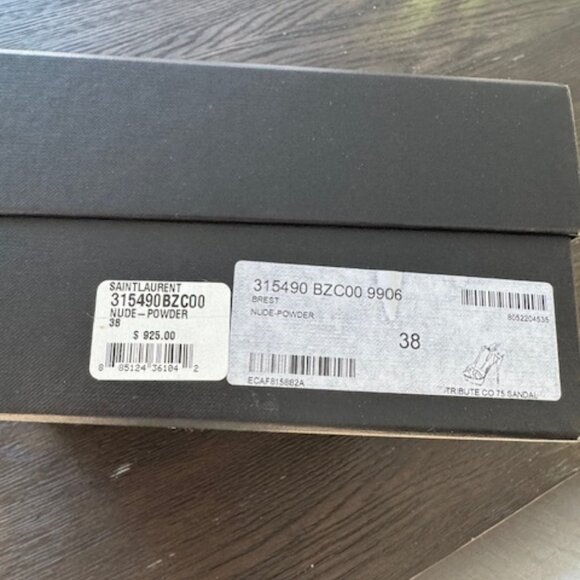 SAINTLAURENT
315490BZC00
NUDE-POWDER
38
$ 925.00
8 85124 36104 2
315490 BZC00 9906
BREST
NUDE-POWDER
8052204535
38
ECAF815882A
TRIBUTE CO 75 SANDAL